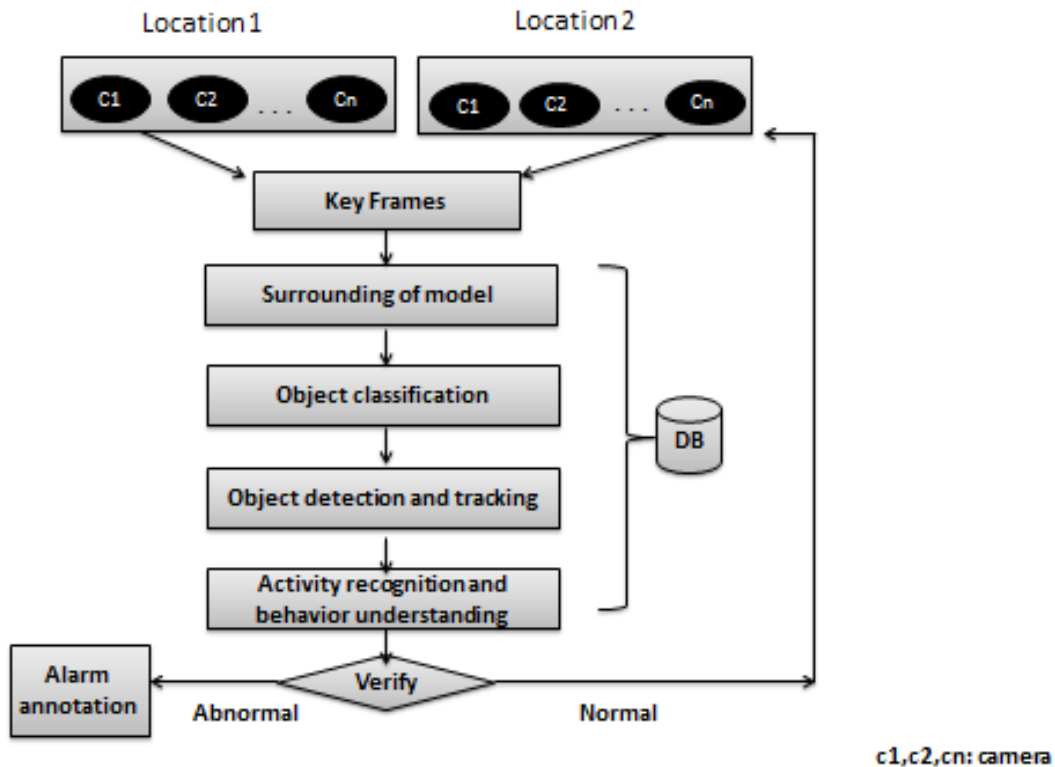 Location 1
Location 2
C1 C2 . . . Cn
C1 C2 . . . Cn
Key Frames
Surrounding of model
Object classification
DB
Object detection and tracking
Activity recognition and
behavior understanding
Alarm
annotation
Verify
Abnormal
Normal
c1,c2,cn: camera